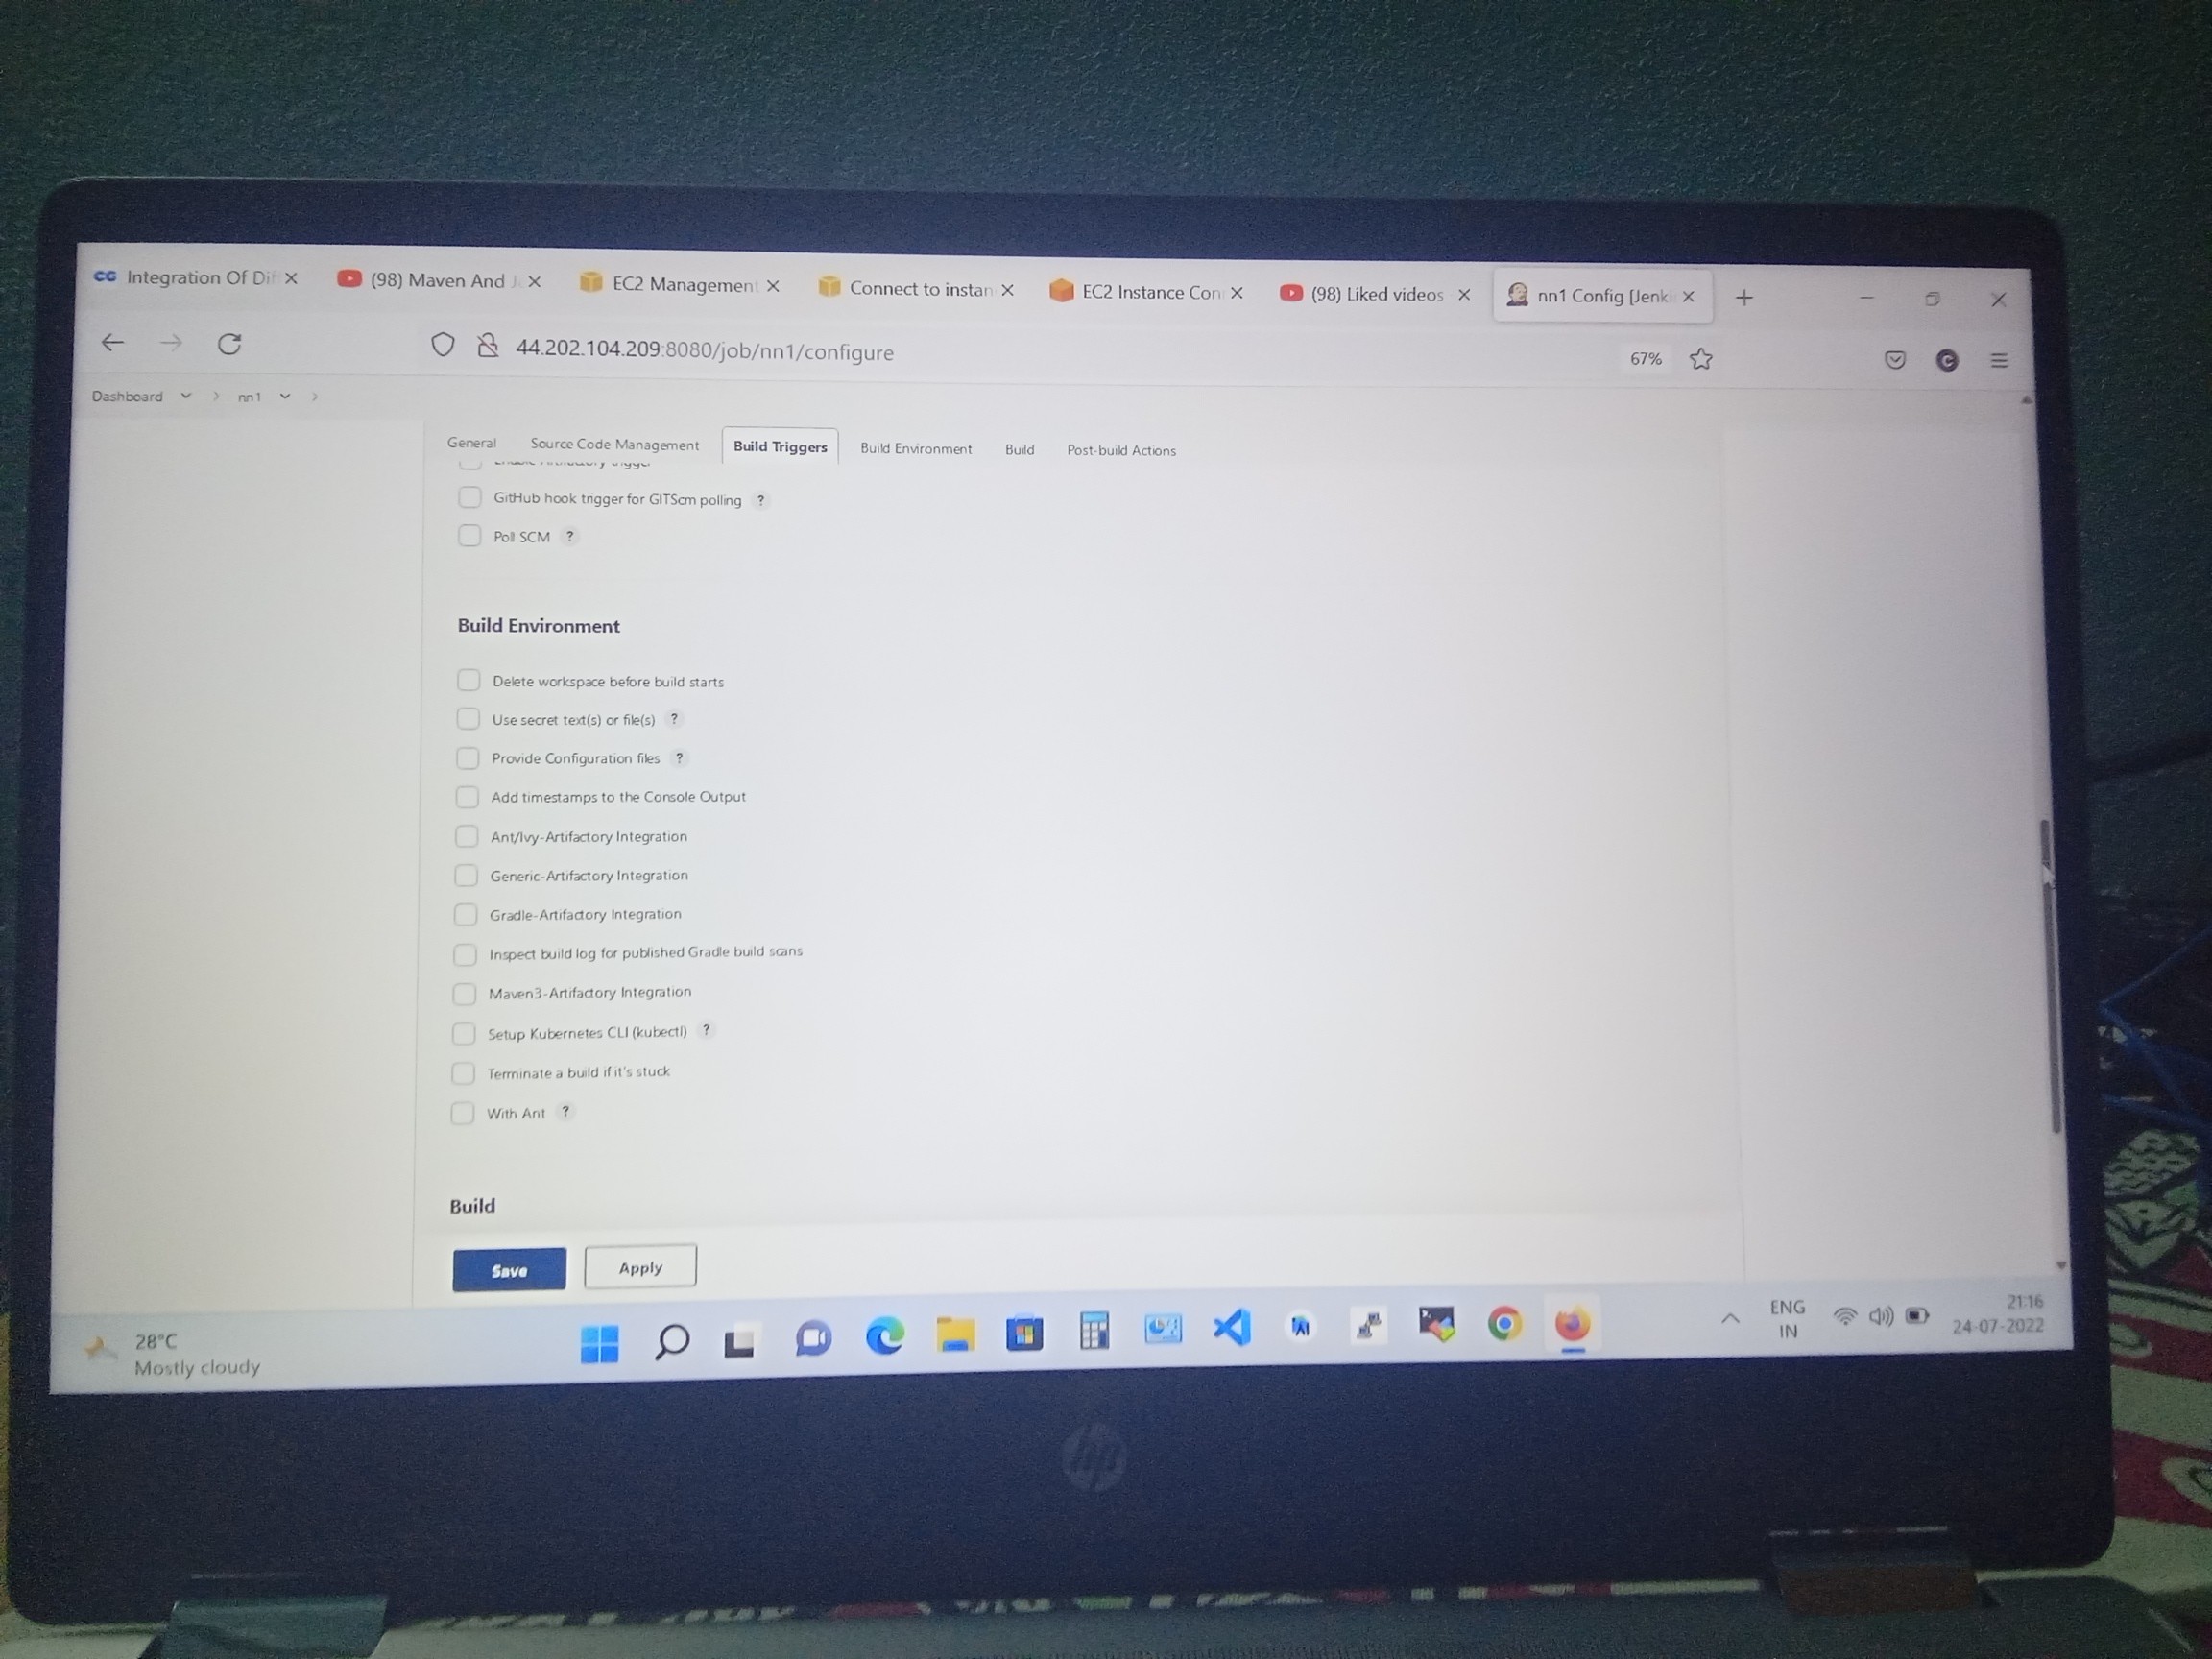 Integration Of Dif
(98) Maven And J
EC2 Management
Connect to instan
EC2 Instance Con
(98) Liked videos
nn1 Config [Jenki
44.202.104.209:8080/job/nn1/configure
67%
Dashboard
nn1
General
Source Code Management
Build Triggers
Build Environment
Build
Post-build Actions
GitHub hook trigger for GITScm polling ?
Poll SCM ?
Build Environment
Delete workspace before build starts
Use secret text(s) or file(s) ?
Provide Configuration files ?
Add timestamps to the Console Output
Ant/Ivy-Artifactory Integration
Generic-Artifactory Integration
Gradle-Artifactory Integration
Inspect build log for published Gradle build scans
Maven3-Artifactory Integration
Setup Kubernetes CLI (kubectl) ?
Terminate a build if it's stuck
With Ant ?
Build
Save
Apply
28°C
Mostly cloudy
ENG
IN
21:16
24-07-2022
hp